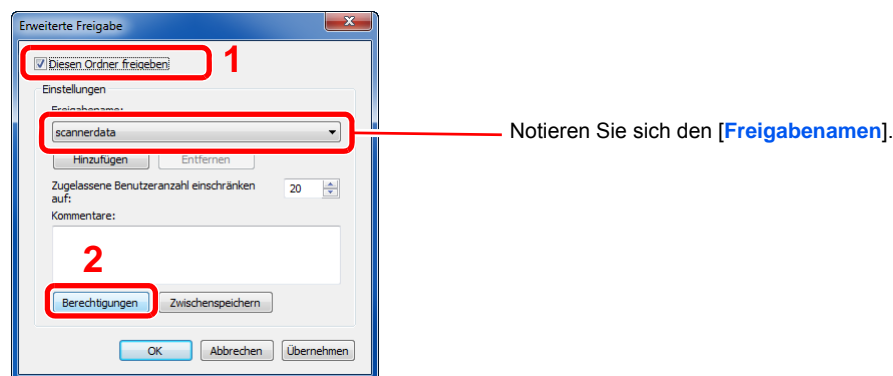 Erweiterte Freigabe
Diesen Ordner freigeben
1
Einstellungen
Freigabename:
scannerdata
Notieren Sie sich den [Freigabenamen].
Hinzufügen Entfernen
Zugelassene Benutzeranzahl einschränken 20
auf:
Kommentare:
2
Berechtigungen Zwischenspeichern
OK Abbrechen Übernehmen